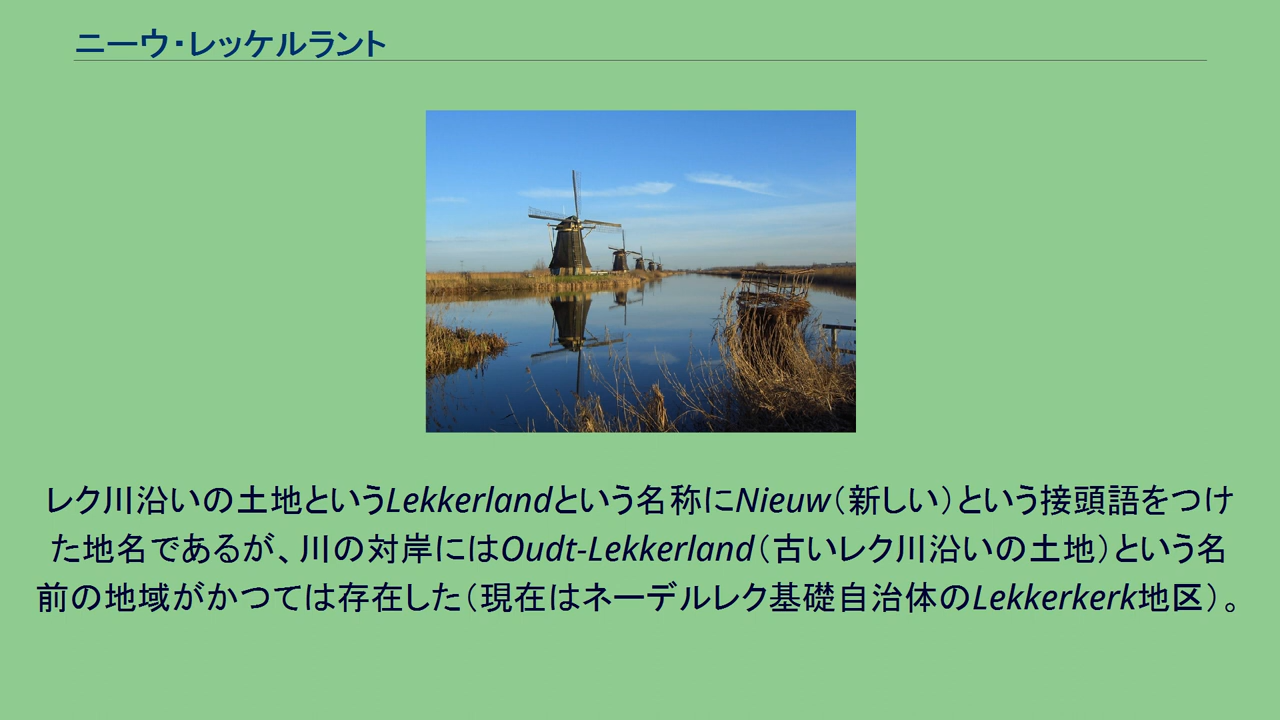 ニーウ・レッケルラント
レク川沿いの土地というLekkerlandという名称にNieuw（新しい）という接頭語をつけ
た地名であるが、川の対岸にはOudt-Lekkerland（古いレク川沿いの土地）という名
前の地域がかつては存在した（現在はネーデルレク基礎自治体のLekkerkerk地区）。